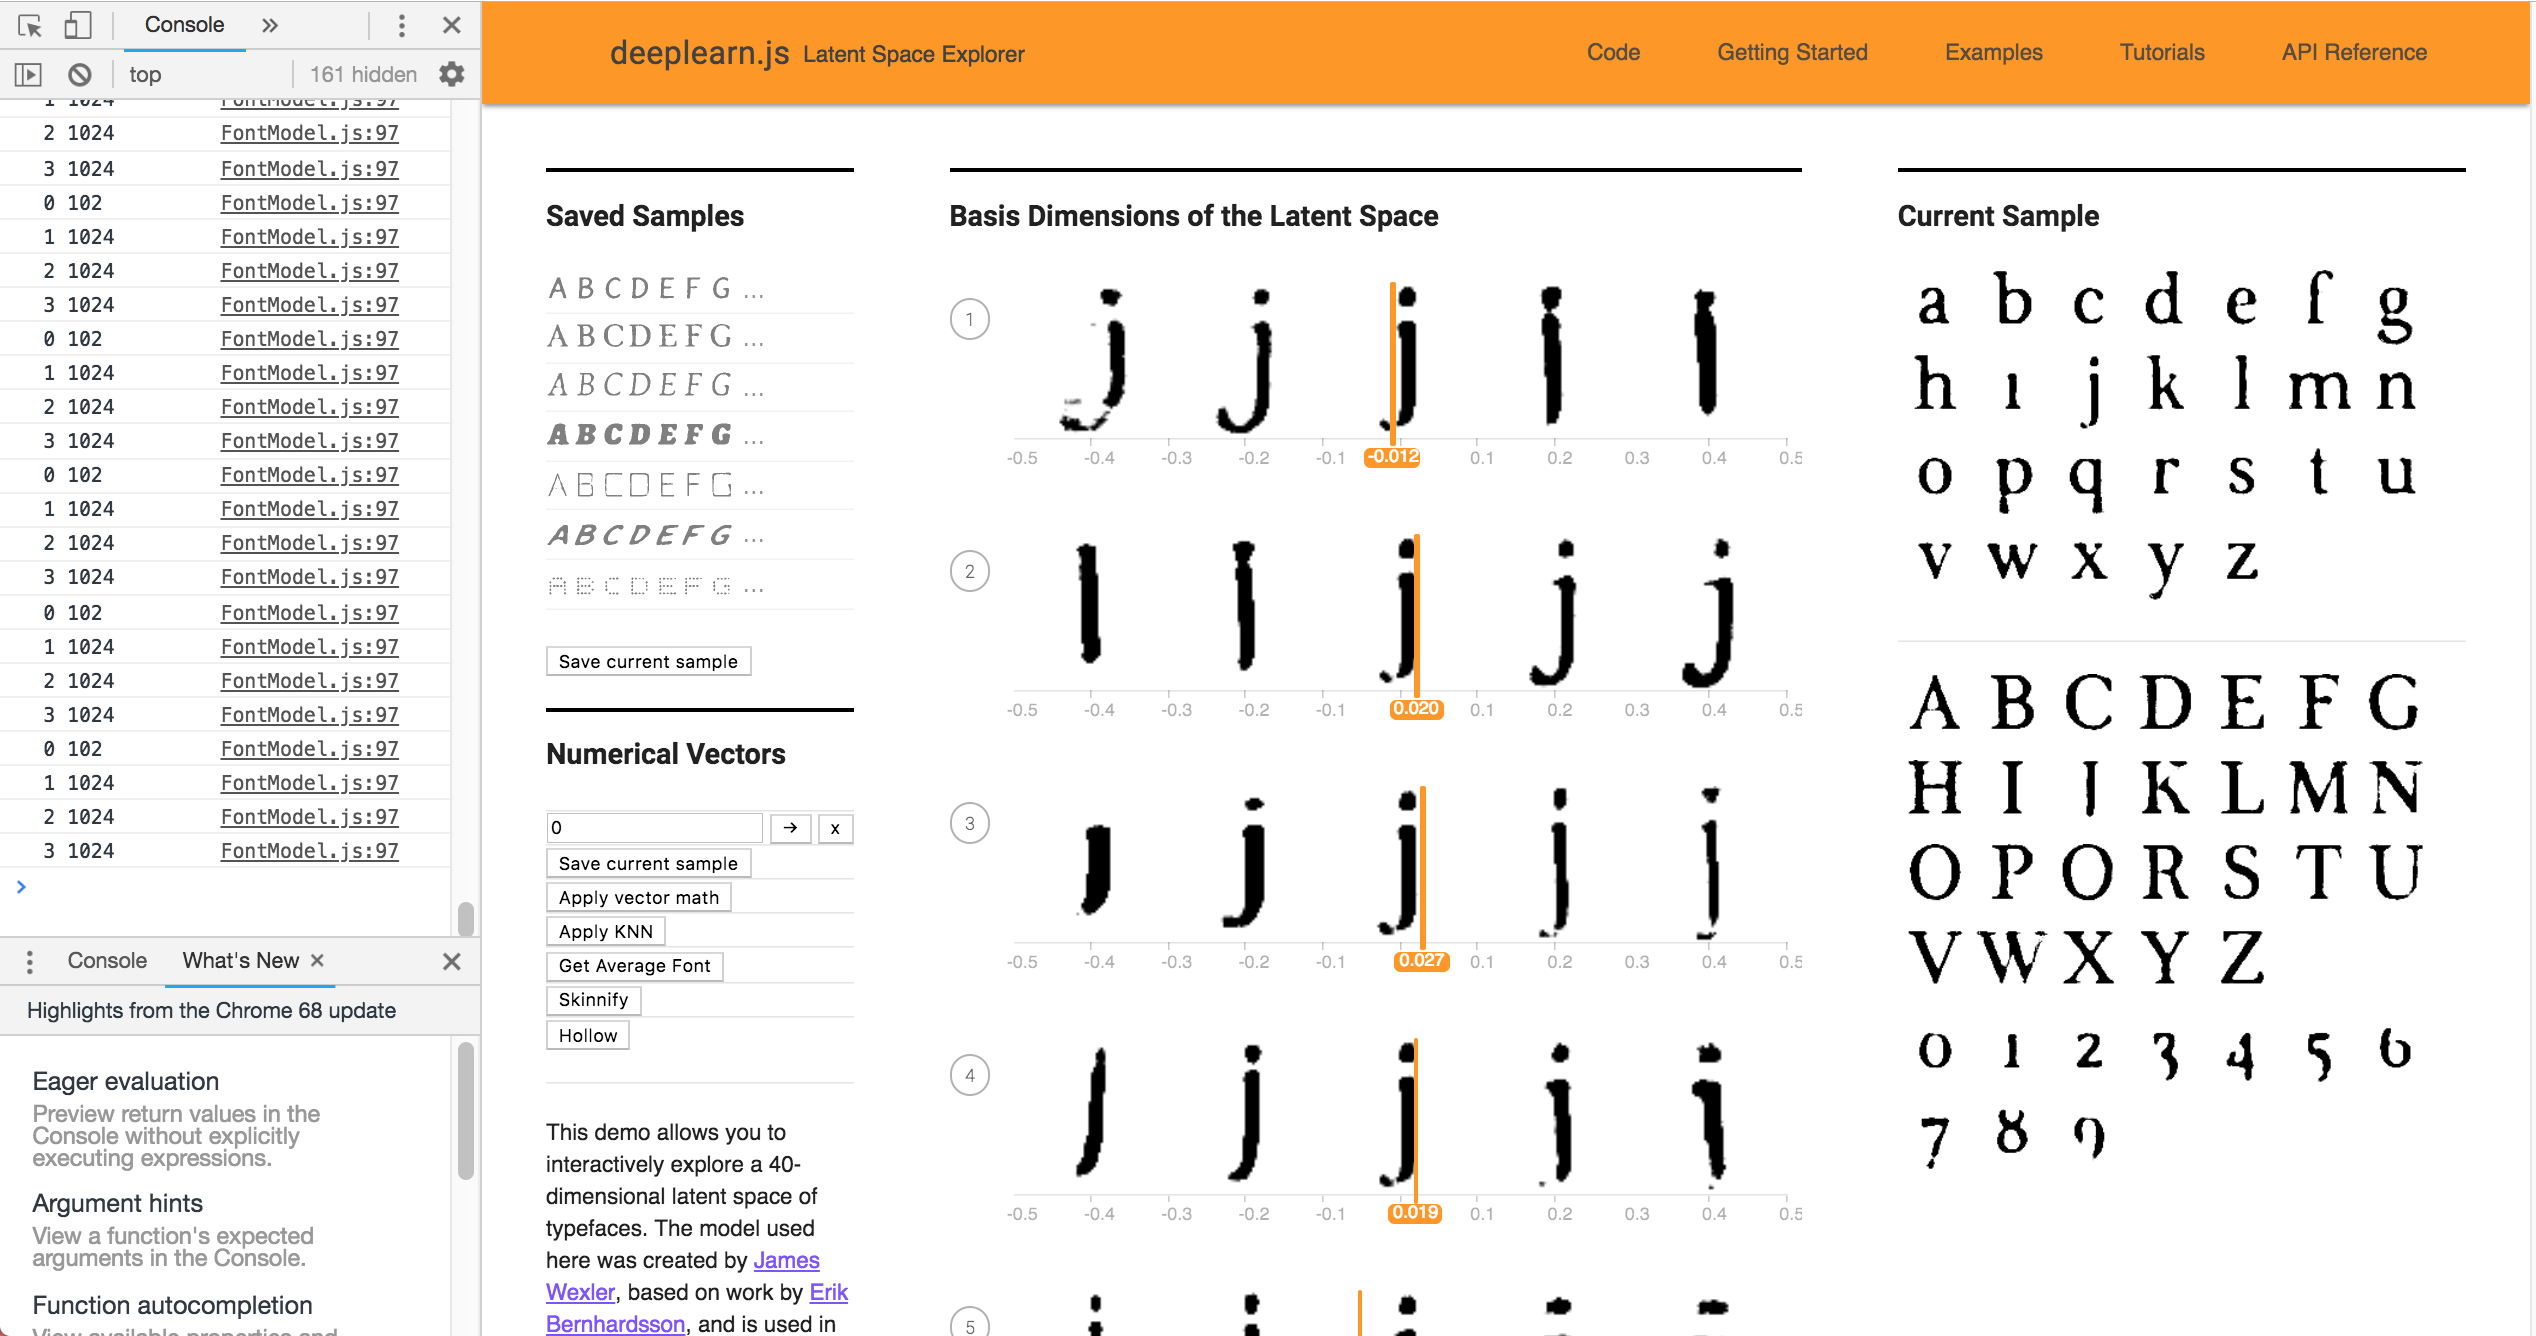 Console »
top 161 hidden
1 1024 FontModel.js:97
2 1024 FontModel.js:97
3 1024 FontModel.js:97
0 102 FontModel.js:97
1 1024 FontModel.js:97
2 1024 FontModel.js:97
3 1024 FontModel.js:97
0 102 FontModel.js:97
1 1024 FontModel.js:97
2 1024 FontModel.js:97
3 1024 FontModel.js:97
0 102 FontModel.js:97
1 1024 FontModel.js:97
2 1024 FontModel.js:97
3 1024 FontModel.js:97
0 102 FontModel.js:97
1 1024 FontModel.js:97
2 1024 FontModel.js:97
3 1024 FontModel.js:97
0 102 FontModel.js:97
1 1024 FontModel.js:97
2 1024 FontModel.js:97
3 1024 FontModel.js:97
>
Console What's New ×
Highlights from the Chrome 68 update
Eager evaluation
Preview return values in the
Console without explicitly
executing expressions.
Argument hints
View a function's expected
arguments in the Console.
Function autocompletion
View available properties and
deeplearn.js Latent Space Explorer
Code Getting Started Examples Tutorials API Reference
Saved Samples
A B C D E F G ...
A B C D E F G ...
A B C D E F G ...
A B C D E F G ...
A B C D E F G ...
A B C D E F G ...
A B C D E F G ...
Save current sample
Numerical Vectors
0 → x
Save current sample
Apply vector math
Apply KNN
Get Average Font
Skinnify
Hollow
This demo allows you to
interactively explore a 40-
dimensional latent space of
typefaces. The model used
here was created by James
Wexler, based on work by Erik
Bernhardsson, and is used in
Basis Dimensions of the Latent Space
1 j j j i i
-0.5 -0.4 -0.3 -0.2 -0.1 -0.012 0.1 0.2 0.3 0.4 0.5
2 l i j j j
-0.5 -0.4 -0.3 -0.2 -0.1 0.020 0.1 0.2 0.3 0.4 0.5
3 j j j j j
-0.5 -0.4 -0.3 -0.2 -0.1 0.027 0.1 0.2 0.3 0.4 0.5
4 j j j j j
-0.5 -0.4 -0.3 -0.2 -0.1 0.019 0.1 0.2 0.3 0.4 0.5
5
Current Sample
a b c d e f g
h ı j k l m n
o p q r s t u
v w x y z
A B C D E F G
H I J K L M N
O P O R S T U
V W X Y Z
0 1 2 3 4 5 6
7 8 9